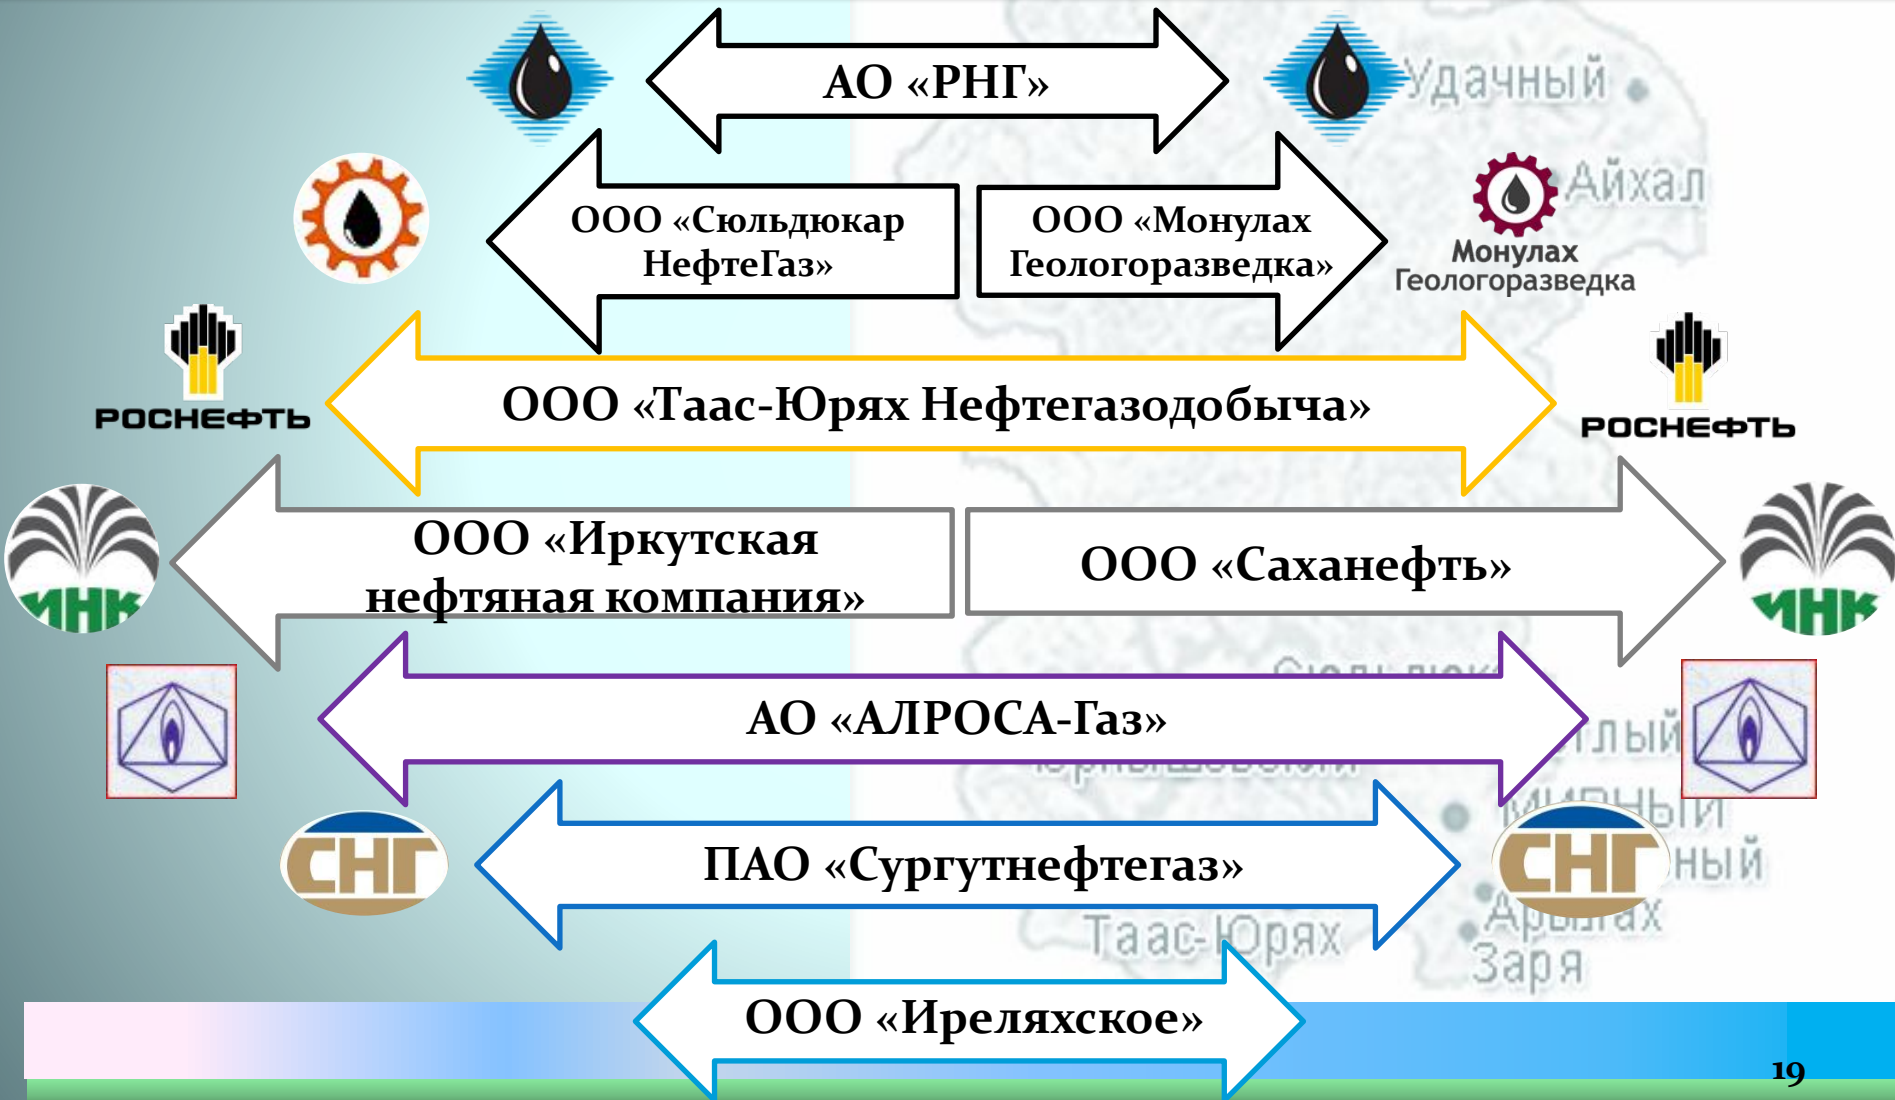 АО «РНГ»
Удачный
Айхал
ООО «Сюльдюкар
НефтеГаз»
ООО «Монулах
Геологоразведка»
Монулах
Геологоразведка
РОСНЕФТЬ
ООО «Таас-Юрях Нефтегазодобыча»
РОСНЕФТЬ
ИНК
ООО «Иркутская
нефтяная компания»
ООО «Саханефть»
ИНК
АО «АЛРОСА-Газ»
МИРНЫЙ
СНГ
ПАО «Сургутнефтегаз»
СНГ
Арылах
Таас-Юрях
Заря
ООО «Иреляхское»
19